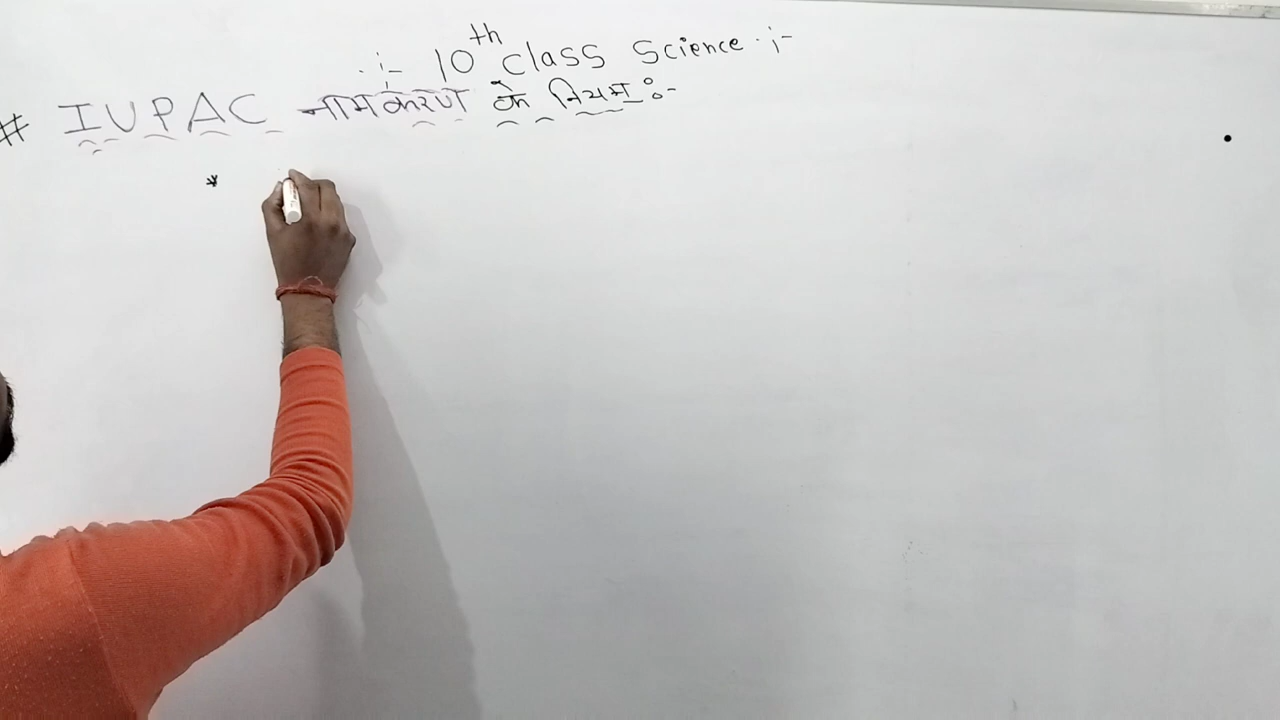 :- 10th class Science :-
# IUPAC नामकरण के नियम :-
*